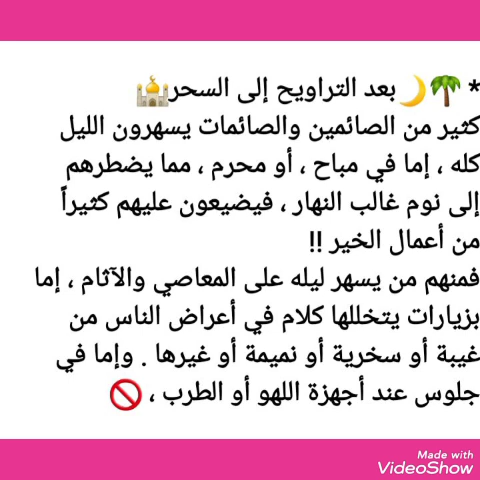 * 🌴🌙بعد التراويح إلى السحر🕌
كثير من الصائمين والصائمات يسهرون الليل
كله ، إما في مباح ، أو محرم ، مما يضطرهم
إلى نوم غالب النهار ، فيضيعون عليهم كثيراً
من أعمال الخير !!
فمنهم من يسهر ليله على المعاصي والآثام ، إما
بزيارات يتخللها كلام في أعراض الناس من
غيبة أو سخرية أو نميمة أو غيرها . وإما في
جلوس عند أجهزة اللهو أو الطرب ، 🚫
Made with
VideoShow